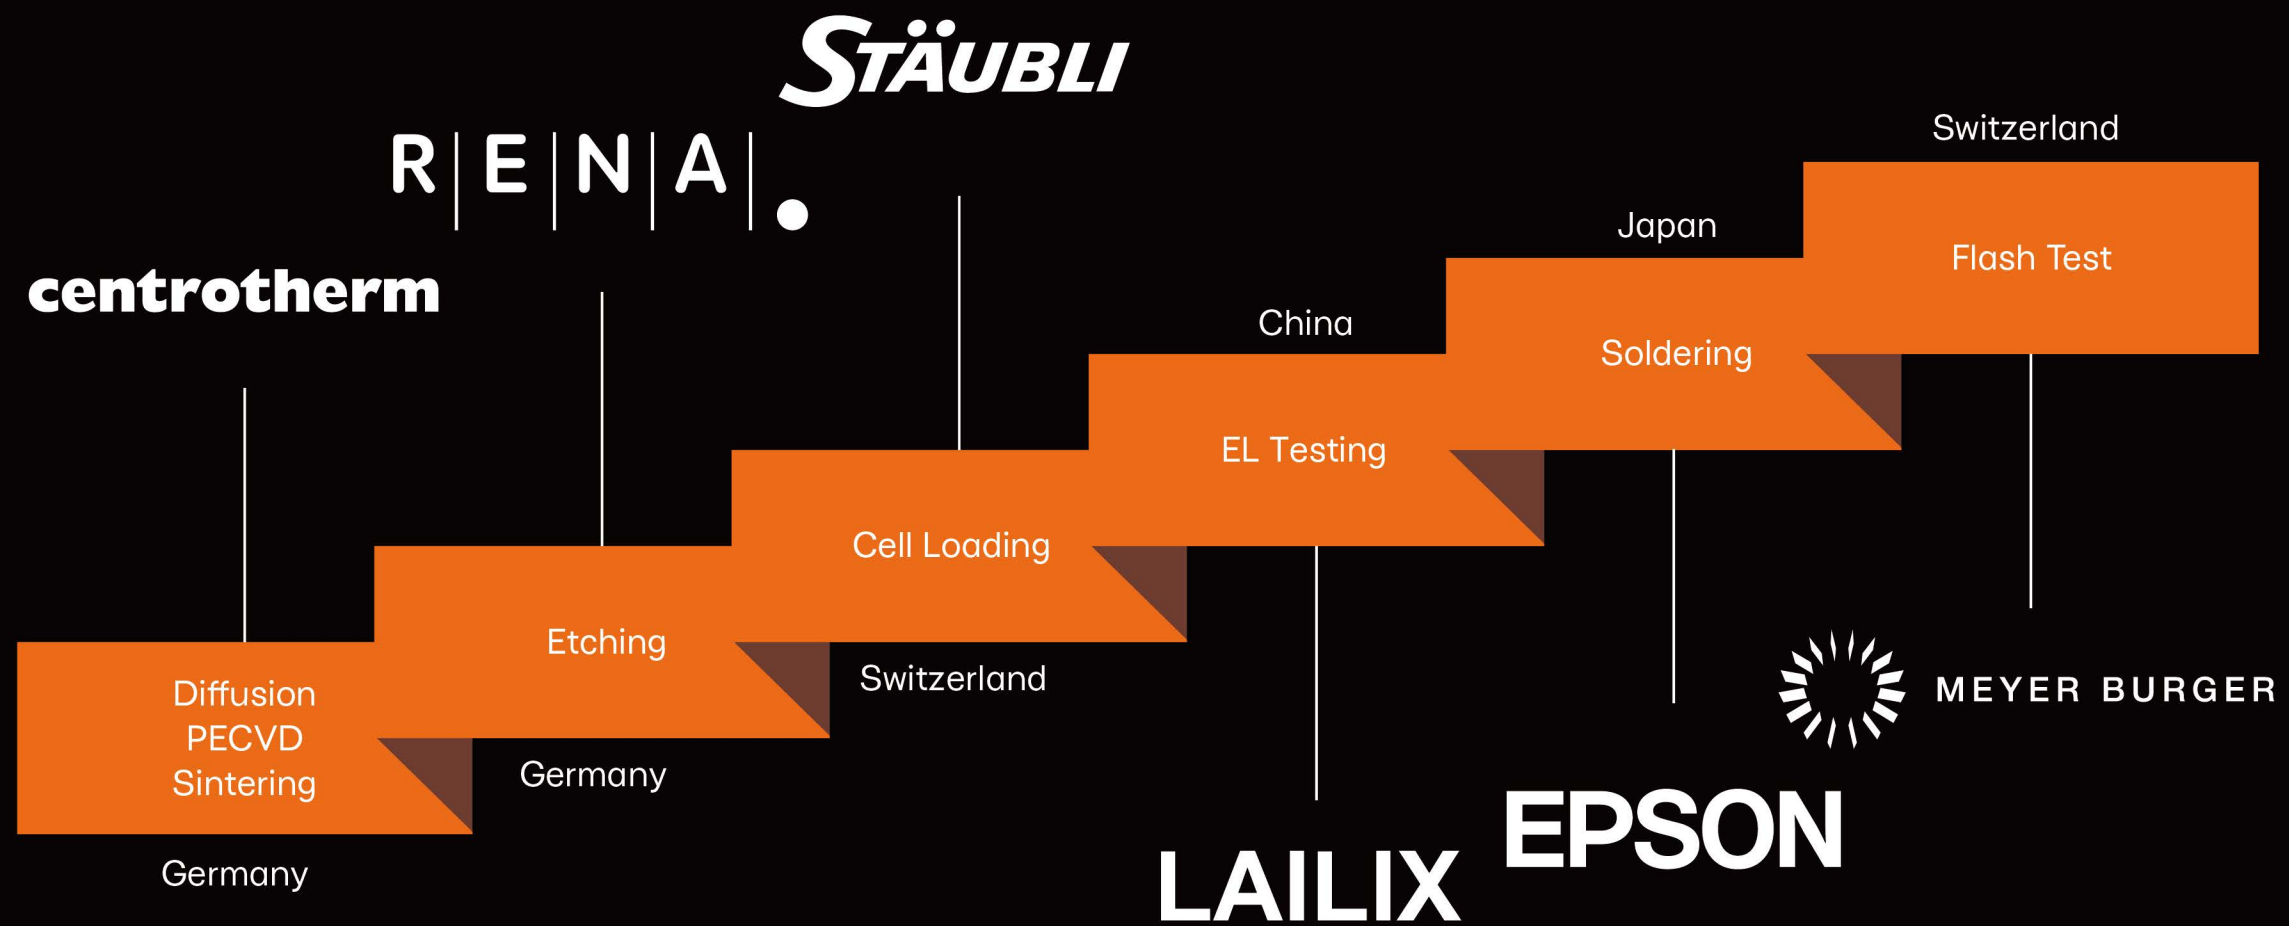 STÄUBLI
R|E|N|A|.
centrotherm
Switzerland
Japan
China
Flash Test
Soldering
EL Testing
Cell Loading
Etching
Diffusion
PECVD
Sintering
Switzerland
Germany
Germany
MEYER BURGER
EPSON
LAILIX